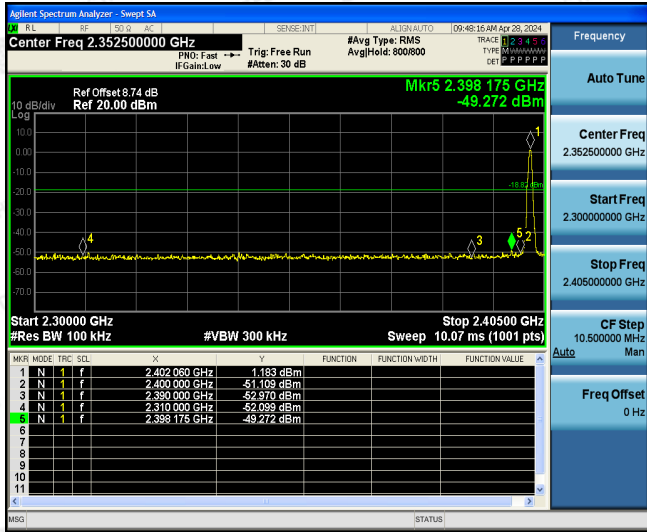 Agilent Spectrum Analyzer - Swept SA
RL RF 50 Ω AC SENSE:INT ALIGN AUTO 09:48:16 AM Apr 28, 2024
Center Freq 2.352500000 GHz
PNO: Fast
IFGain:Low
Trig: Free Run
#Atten: 30 dB
#Avg Type: RMS
Avg|Hold: 800/800
TRACE 1 2 3 4 5 6
TYPE M
DET P P P P P P
Frequency
Auto Tune
Center Freq
2.352500000 GHz
Start Freq
2.300000000 GHz
Stop Freq
2.405000000 GHz
CF Step
10.500000 MHz
Auto Man
Freq Offset
0 Hz
Mkr5 2.398 175 GHz
-49.272 dBm
Ref Offset 8.74 dB
10 dB/div Ref 20.00 dBm
Log
10.0
0.00
-10.0
-20.0
-30.0
-40.0
-50.0
-60.0
-70.0
-18.82 dBm
1
4
3
5
2
Start 2.30000 GHz Stop 2.40500 GHz
#Res BW 100 kHz #VBW 300 kHz Sweep 10.07 ms (1001 pts)
MKR MODE TRC SCL X Y FUNCTION FUNCTION WIDTH FUNCTION VALUE
1 N 1 f 2.402 060 GHz 1.183 dBm
2 N 1 f 2.400 000 GHz -51.109 dBm
3 N 1 f 2.390 000 GHz -52.970 dBm
4 N 1 f 2.310 000 GHz -52.099 dBm
5 N 1 f 2.398 175 GHz -49.272 dBm
6
7
8
9
10
11
MSG STATUS